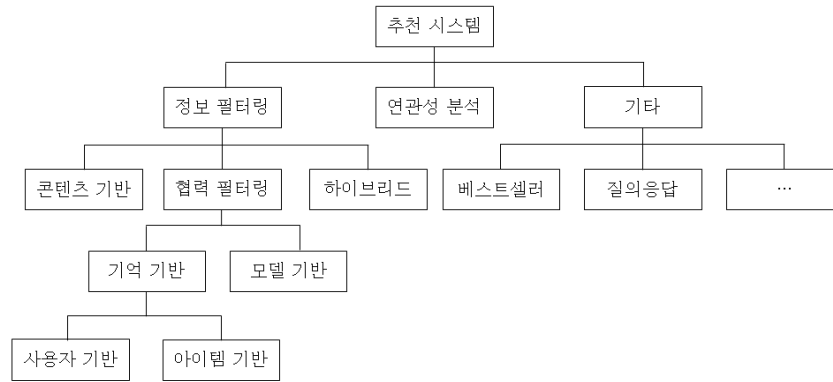 추천 시스템
정보 필터링
연관성 분석
기타
콘텐츠 기반
협력 필터링
하이브리드
베스트셀러
질의응답
…
기억 기반
모델 기반
사용자 기반
아이템 기반